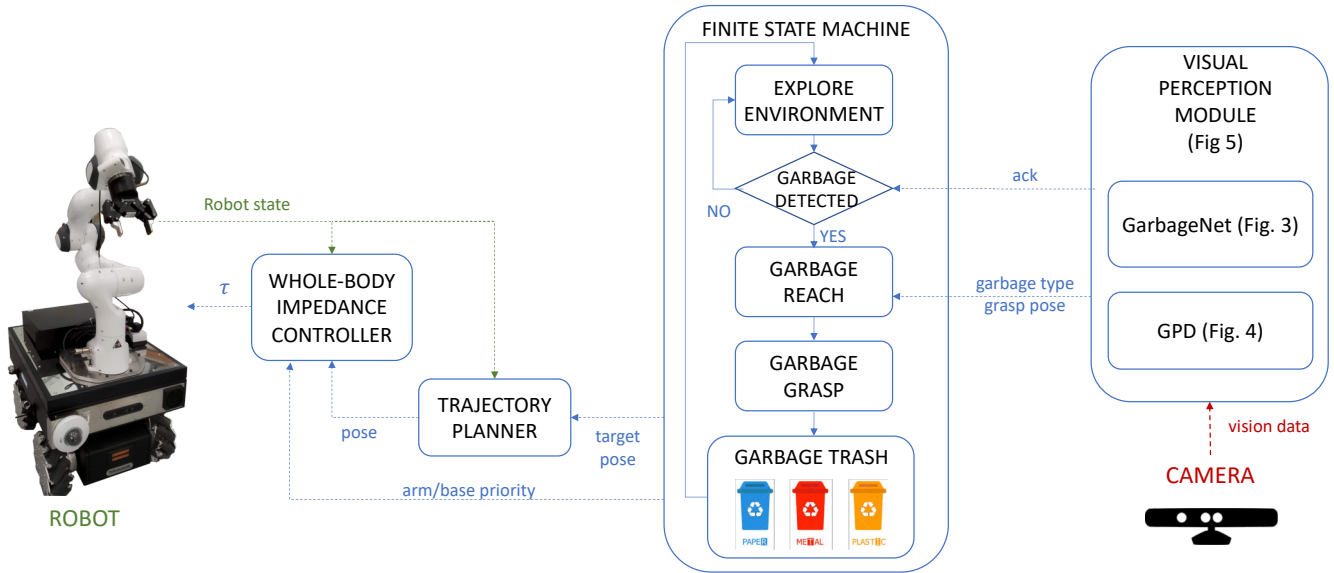 FINITE STATE MACHINE
EXPLORE
ENVIRONMENT
GARBAGE
DETECTED
NO
YES
GARBAGE
REACH
GARBAGE
GRASP
GARBAGE TRASH
PAPER
METAL
PLASTIC
VISUAL
PERCEPTION
MODULE
(Fig 5)
GarbageNet (Fig. 3)
GPD (Fig. 4)
ack
garbage type
grasp pose
vision data
CAMERA
Robot state
WHOLE-BODY
IMPEDANCE
CONTROLLER
τ
TRAJECTORY
PLANNER
pose
target
pose
arm/base priority
ROBOT